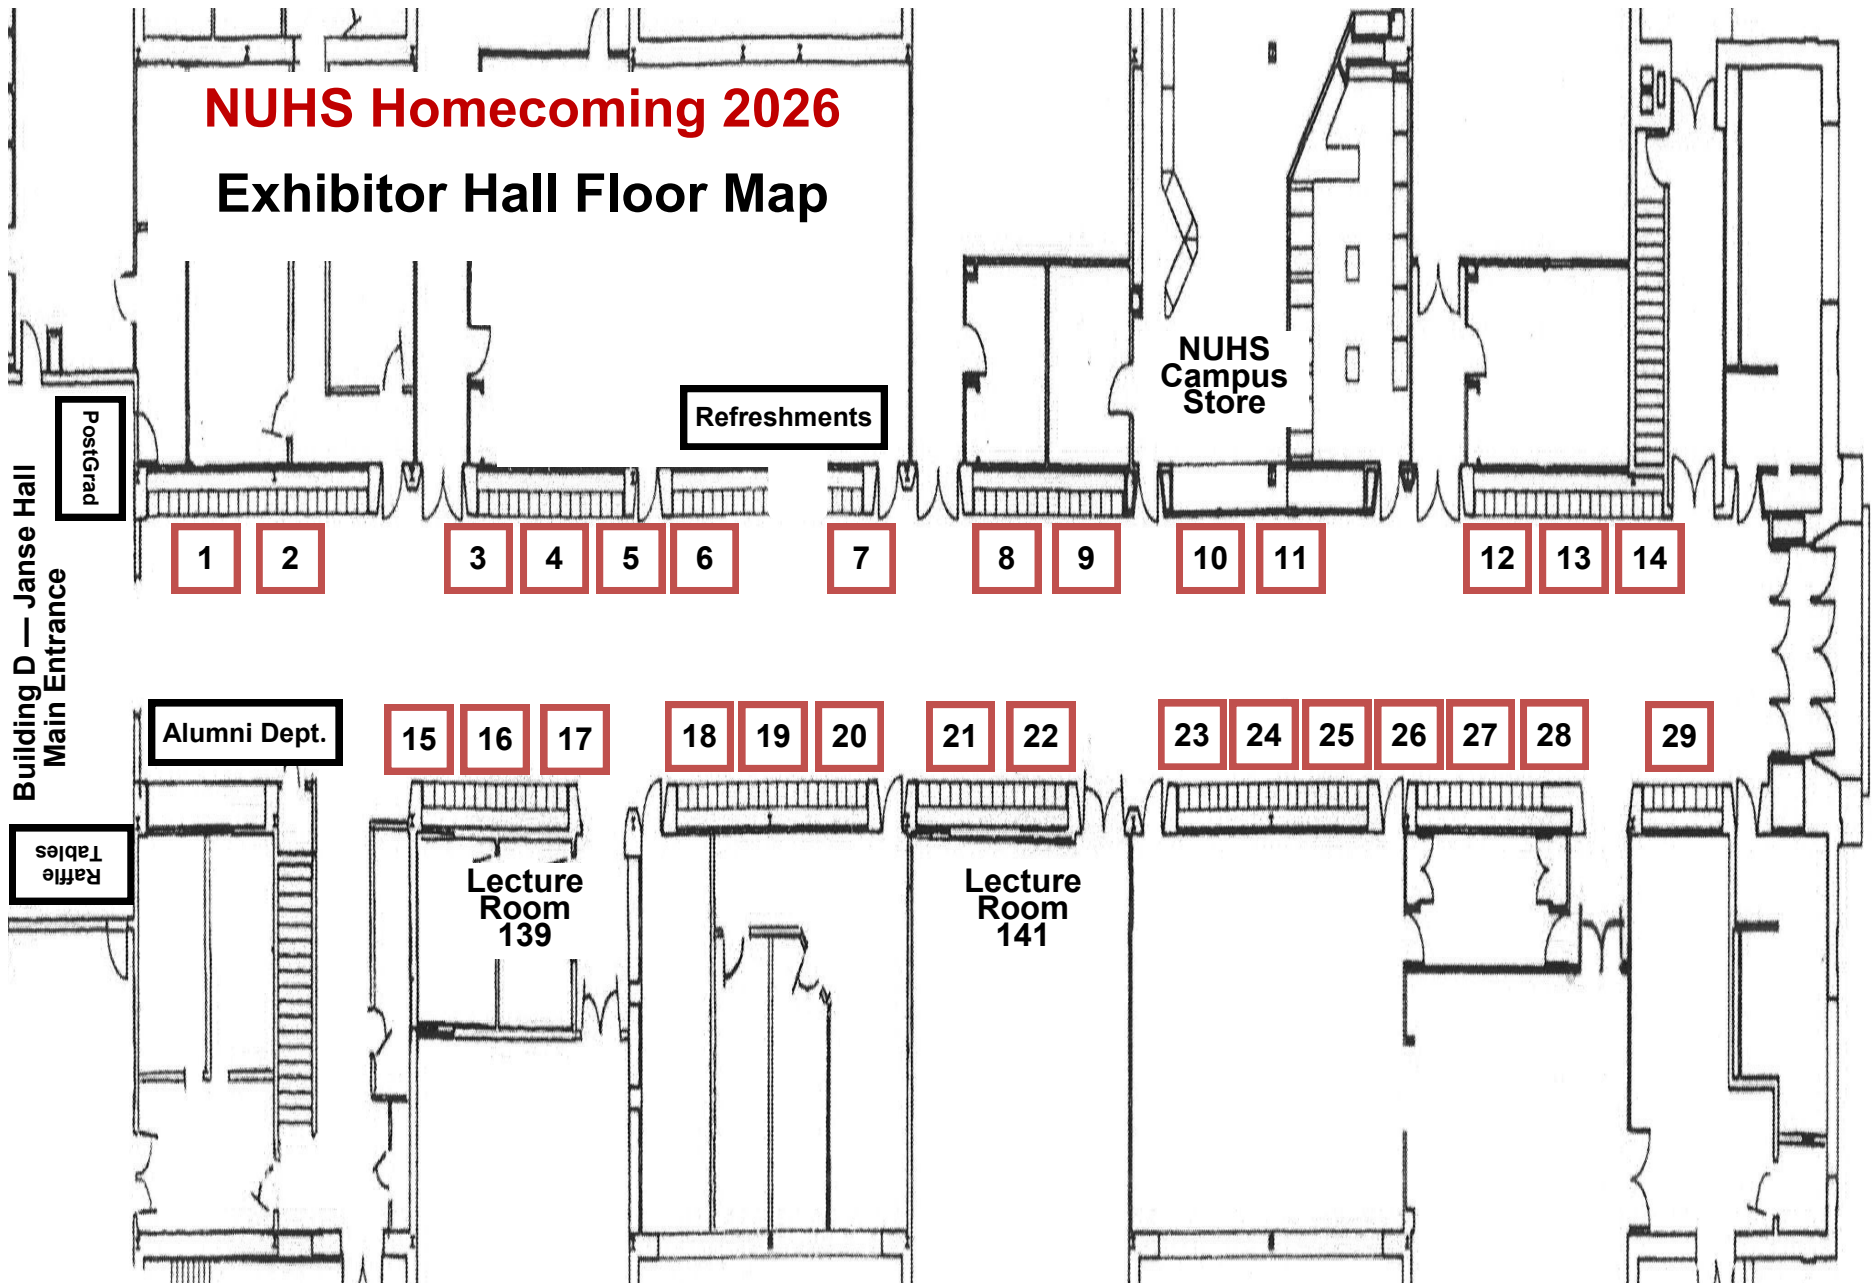 NUHS Homecoming 2026
Exhibitor Hall Floor Map
NUHS
Campus
Store
Refreshments
PostGrad
Building D — Janse Hall
Main Entrance
1
2
3
4
5
6
7
8
9
10
11
12
13
14
Alumni Dept.
15
16
17
18
19
20
21
22
23
24
25
26
27
28
29
Raffle
Tables
Lecture
Room
139
Lecture
Room
141